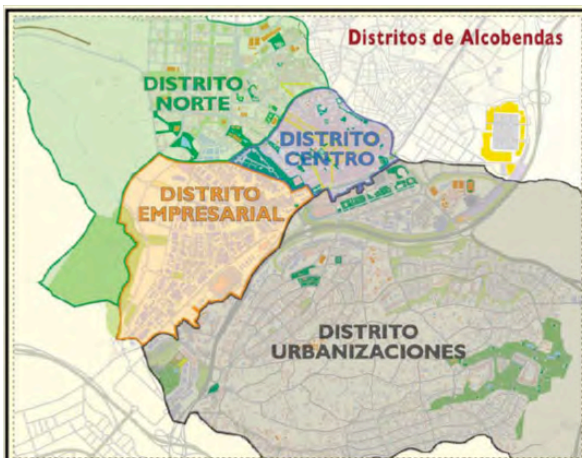 Distritos de Alcobendas
DISTRITO
NORTE
DISTRITO
CENTRO
DISTRITO
EMPRESARIAL
DISTRITO
URBANIZACIONES